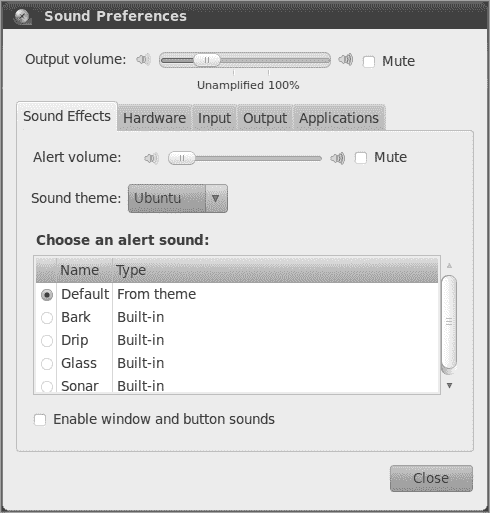 Sound Preferences
Output volume: Mute
Unamplified 100%
Sound Effects Hardware Input Output Applications
Alert volume: Mute
Sound theme: Ubuntu
Choose an alert sound:
Name Type
Default From theme
Bark Built-in
Drip Built-in
Glass Built-in
Sonar Built-in
Enable window and button sounds
Close